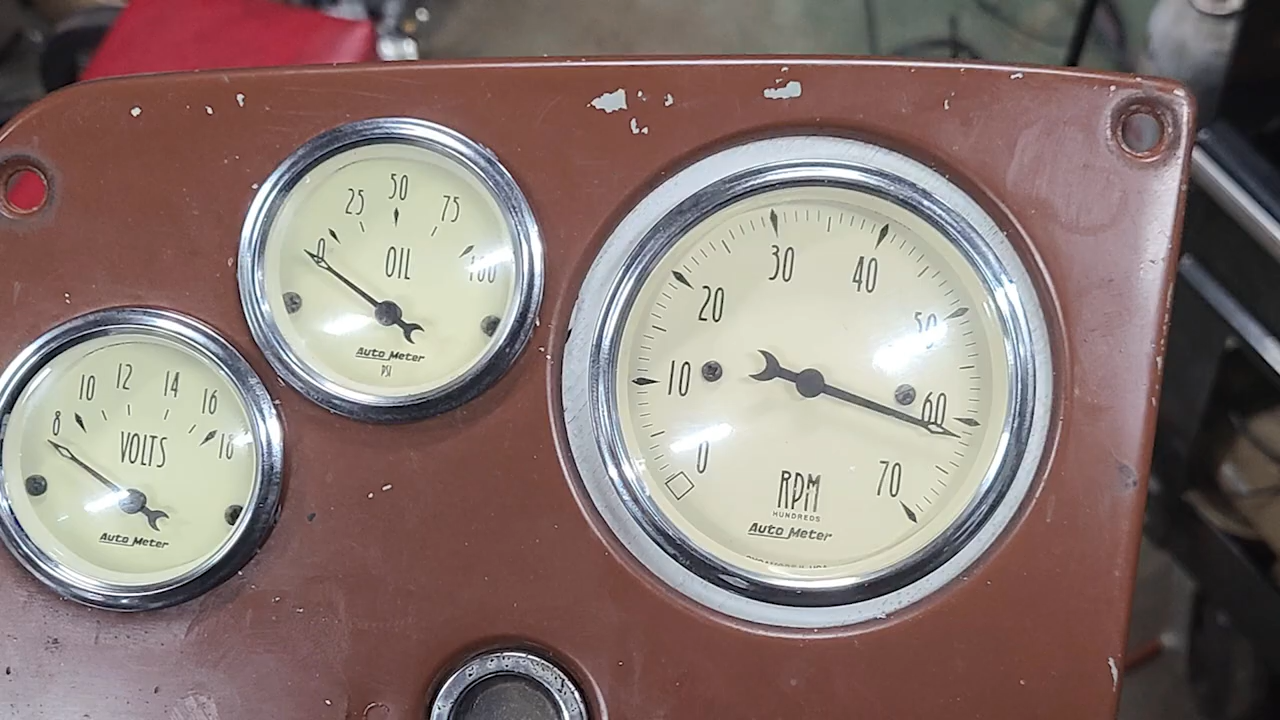 0 25 50 75 100
OIL
Auto Meter
PSI
8 10 12 14 16 18
VOLTS
Auto Meter
0 10 20 30 40 50 60 70
RPM
HUNDREDS
Auto Meter